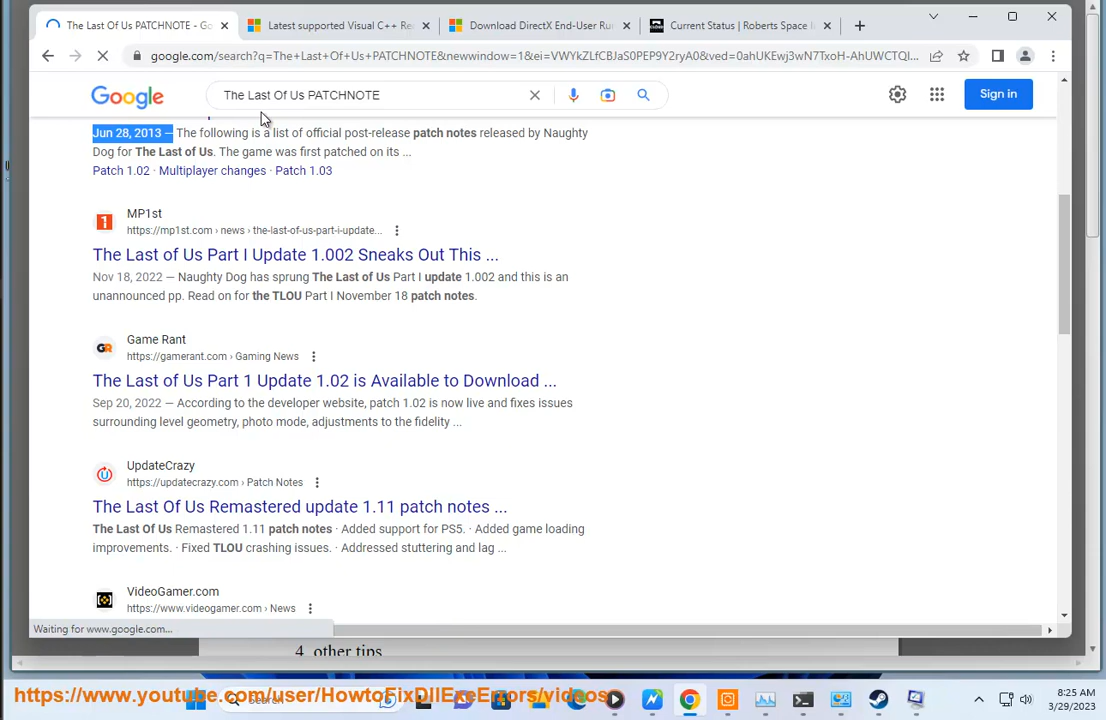 The Last Of Us PATCHNOTE - Go
Latest supported Visual C++ Re
Download DirectX End-User Ru
Current Status | Roberts Space I
google.com/search?q=The+Last+Of+Us+PATCHNOTE&newwindow=1&ei=VWYkZLfCBJaS0PEP9Y2ryA0&ved=0ahUKEwj3wN7TxoH-AhUWCTQI...
Google
The Last Of Us PATCHNOTE
Sign in
Jun 28, 2013 — The following is a list of official post-release patch notes released by Naughty
Dog for The Last of Us. The game was first patched on its ...
Patch 1.02 · Multiplayer changes · Patch 1.03
MP1st
https://mp1st.com › news › the-last-of-us-part-i-update...
The Last of Us Part I Update 1.002 Sneaks Out This ...
Nov 18, 2022 — Naughty Dog has sprung The Last of Us Part I update 1.002 and this is an
unannounced pp. Read on for the TLOU Part I November 18 patch notes.
GR
Game Rant
https://gamerant.com › Gaming News
The Last of Us Part 1 Update 1.02 is Available to Download ...
Sep 20, 2022 — According to the developer website, patch 1.02 is now live and fixes issues
surrounding level geometry, photo mode, adjustments to the fidelity ...
UpdateCrazy
https://updatecrazy.com › Patch Notes
The Last Of Us Remastered update 1.11 patch notes ...
The Last Of Us Remastered 1.11 patch notes · Added support for PS5. · Added game loading
improvements. · Fixed TLOU crashing issues. · Addressed stuttering and lag ...
VideoGamer.com
https://www.videogamer.com › News
Waiting for www.google.com...
4 other tips
https://www.youtube.com/user/HowtoFixDllExeErrors/videos
8:25 AM
3/29/2023